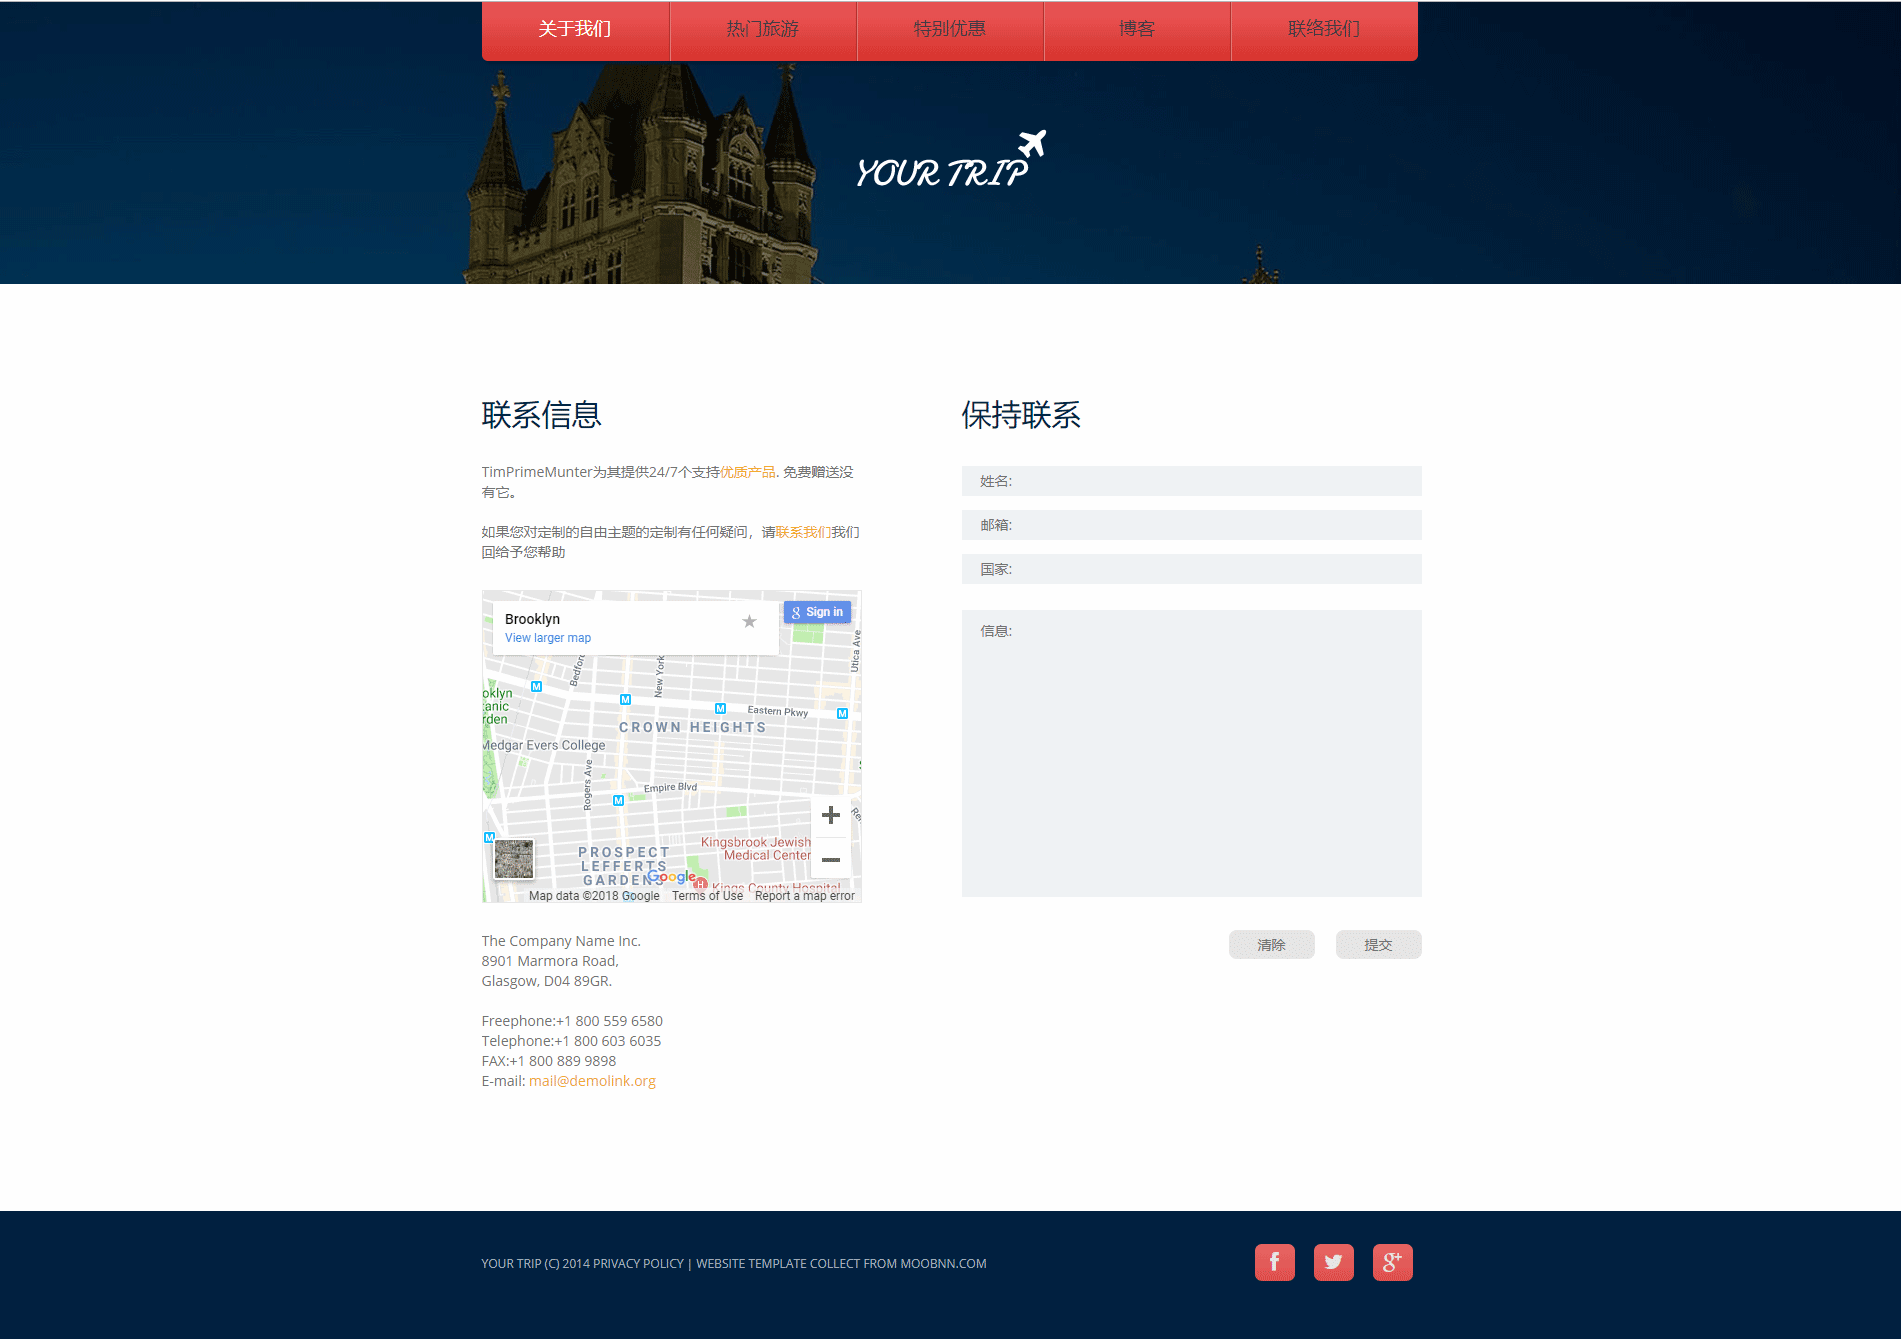 关于我们
热门旅游
特别优惠
博客
联络我们
YOUR TRIP
联系信息
TimPrimeMunter为其提供24/7个支持优质产品. 免费赠送没
有它。
如果您对定制的自由主题的定制有任何疑问，请联系我们我们
回给予您帮助
Brooklyn
View larger map
Sign in
Bedford
New York
Utica Ave
oklyn
anic
rden
Eastern Pkwy
CROWN HEIGHTS
Medgar Evers College
Rogers Ave
Empire Blvd
Kingsbrook Jewish
Medical Center
PROSPECT
LEFFERTS
GARDENS
Google
Kings County Hospital
Map data ©2018 Google
Terms of Use
Report a map error
The Company Name Inc.
8901 Marmora Road,
Glasgow, D04 89GR.
Freephone:+1 800 559 6580
Telephone:+1 800 603 6035
FAX:+1 800 889 9898
E-mail: mail@demolink.org
保持联系
姓名:
邮箱:
国家:
信息:
清除
提交
YOUR TRIP (C) 2014 PRIVACY POLICY | WEBSITE TEMPLATE COLLECT FROM MOOBNN.COM